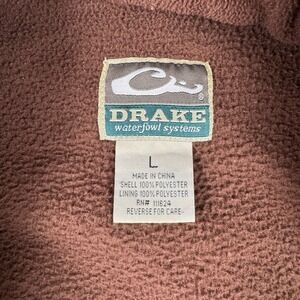 ®
DRAKE
waterfowl systems
L
MADE IN CHINA
SHELL 100% POLYESTER
LINING 100% POLYESTER
RN# 111624
REVERSE FOR CARE-